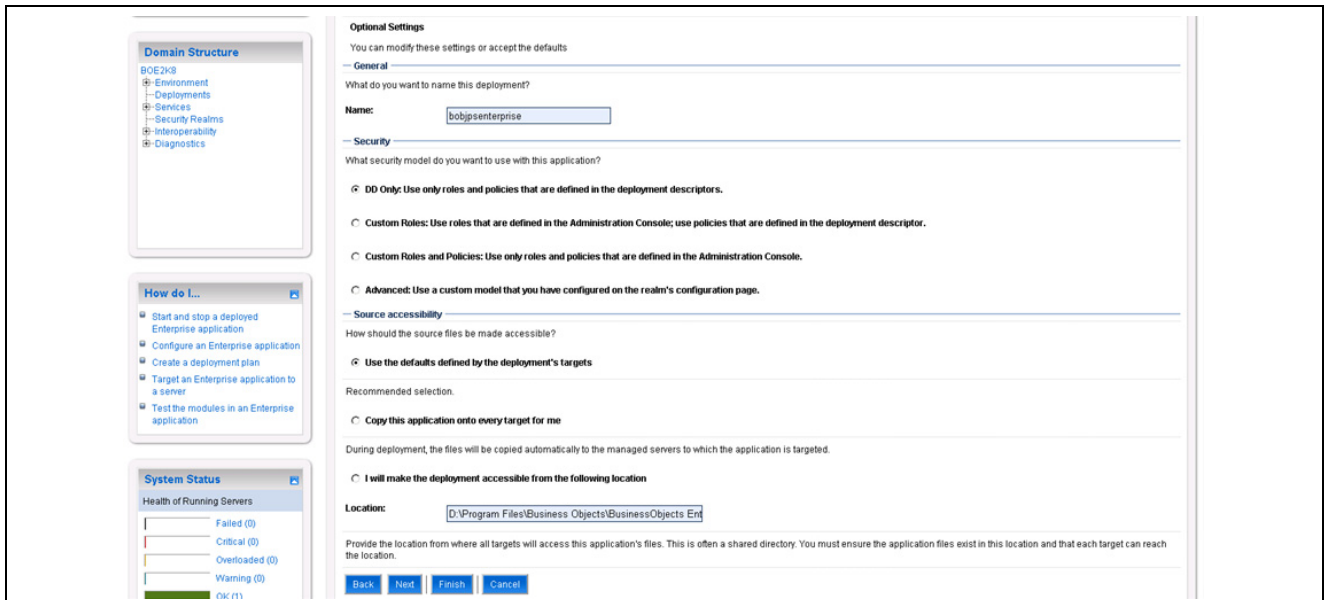 Domain Structure
BOE2K8
Environment
Deployments
Services
Security Realms
Interoperability
Diagnostics
How do I...
Start and stop a deployed
Enterprise application
Configure an Enterprise application
Create a deployment plan
Target an Enterprise application to
a server
Test the modules in an Enterprise
application
System Status
Health of Running Servers
Failed (0)
Critical (0)
Overloaded (0)
Warning (0)
OK (1)
Optional Settings
You can modify these settings or accept the defaults
General
What do you want to name this deployment?
Name: bobjpsenterprise
Security
What security model do you want to use with this application?
DD Only: Use only roles and policies that are defined in the deployment descriptors.
Custom Roles: Use roles that are defined in the Administration Console; use policies that are defined in the deployment descriptor.
Custom Roles and Policies: Use only roles and policies that are defined in the Administration Console.
Advanced: Use a custom model that you have configured on the realm's configuration page.
Source accessibility
How should the source files be made accessible?
Use the defaults defined by the deployment's targets
Recommended selection.
Copy this application onto every target for me
During deployment, the files will be copied automatically to the managed servers to which the application is targeted.
I will make the deployment accessible from the following location
Location: D:\Program Files\Business Objects\BusinessObjects Ent
Provide the location from where all targets will access this application's files. This is often a shared directory. You must ensure the application files exist in this location and that each target can reach
the location.
Back Next Finish Cancel